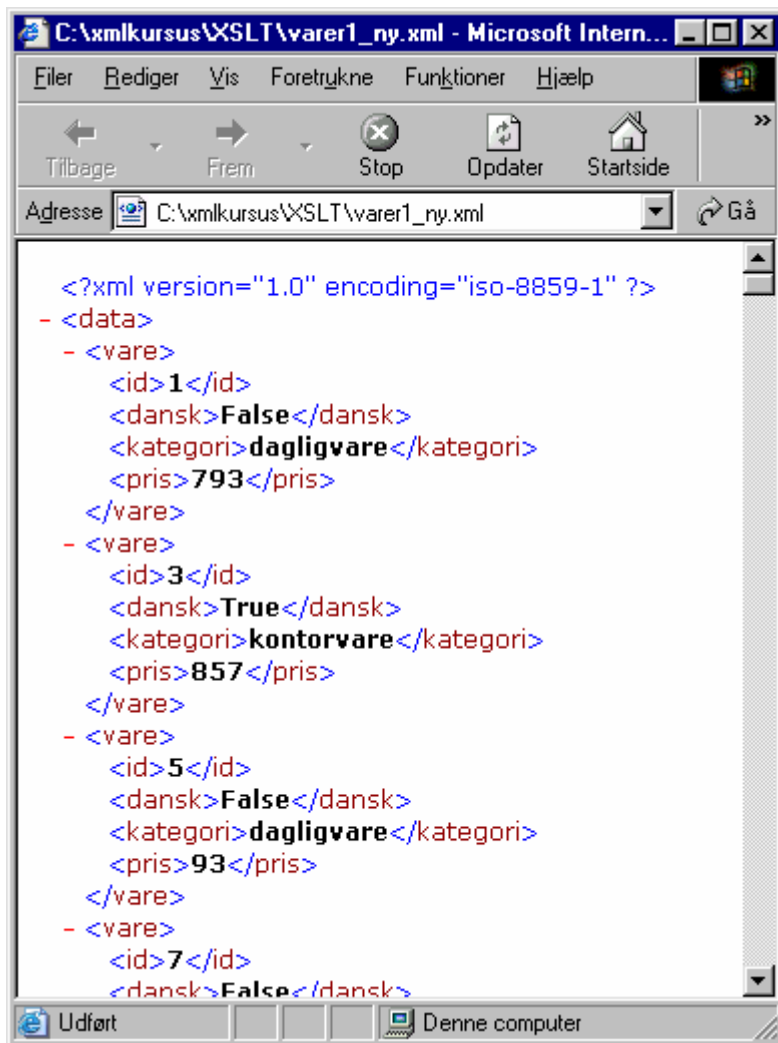 C:\xmlkursus\XSLT\varer1_ny.xml - Microsoft Intern...
Filer Rediger Vis Foretrukne Funktioner Hjælp
Tilbage Frem Stop Opdater Startside »
Adresse C:\xmlkursus\XSLT\varer1_ny.xml Gå
<?xml version="1.0" encoding="iso-8859-1" ?>
- <data>
- <vare>
<id>1</id>
<dansk>False</dansk>
<kategori>dagligvare</kategori>
<pris>793</pris>
</vare>
- <vare>
<id>3</id>
<dansk>True</dansk>
<kategori>kontorvare</kategori>
<pris>857</pris>
</vare>
- <vare>
<id>5</id>
<dansk>False</dansk>
<kategori>dagligvare</kategori>
<pris>93</pris>
</vare>
- <vare>
<id>7</id>
<dansk>False</dansk>
Udført Denne computer